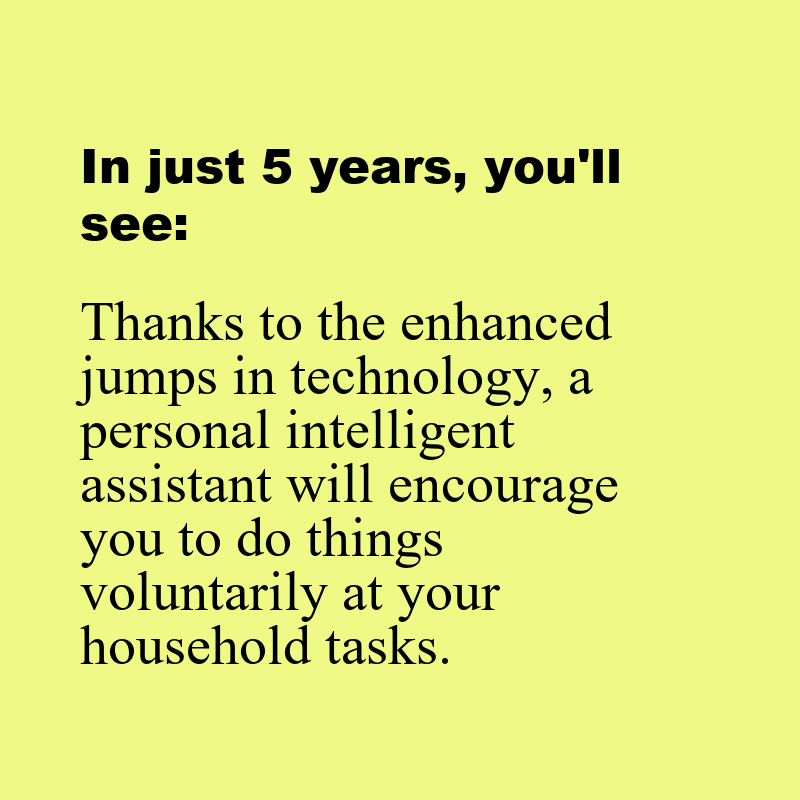 In just 5 years, you'll
see:
Thanks to the enhanced
jumps in technology, a
personal intelligent
assistant will encourage
you to do things
voluntarily at your
household tasks.